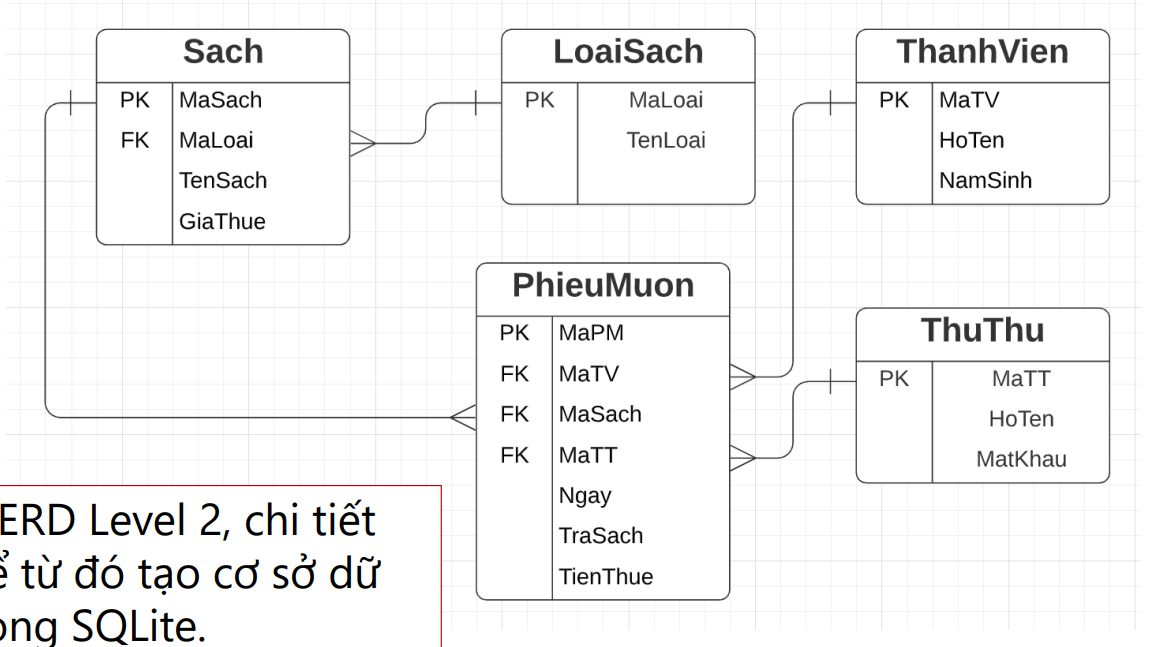 Sach
PK MaSach
FK MaLoai
TenSach
GiaThue
LoaiSach
PK MaLoai
TenLoai
ThanhVien
PK MaTV
HoTen
NamSinh
PhieuMuon
PK MaPM
FK MaTV
FK MaSach
FK MaTT
Ngay
TraSach
TienThue
ThuThu
PK MaTT
HoTen
MatKhau
ERD Level 2, chi tiết
từ đó tạo cơ sở dữ
SQLite.